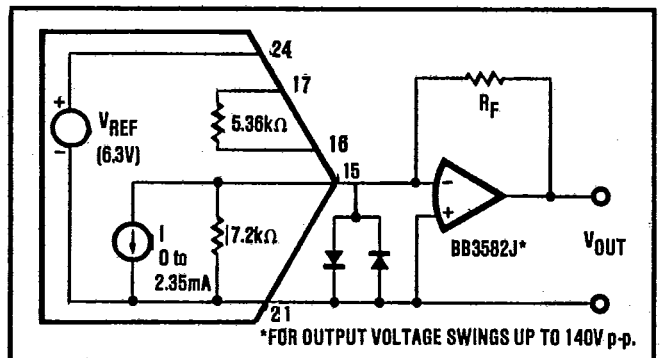 24
17
+
V_REF
-
(6.3V)
5.36kΩ
16
15
R_F
-
+
I
0 to
2.35mA
7.2kΩ
BB3582J*
V_OUT
21
*FOR OUTPUT VOLTAGE SWINGS UP TO 140V p-p.